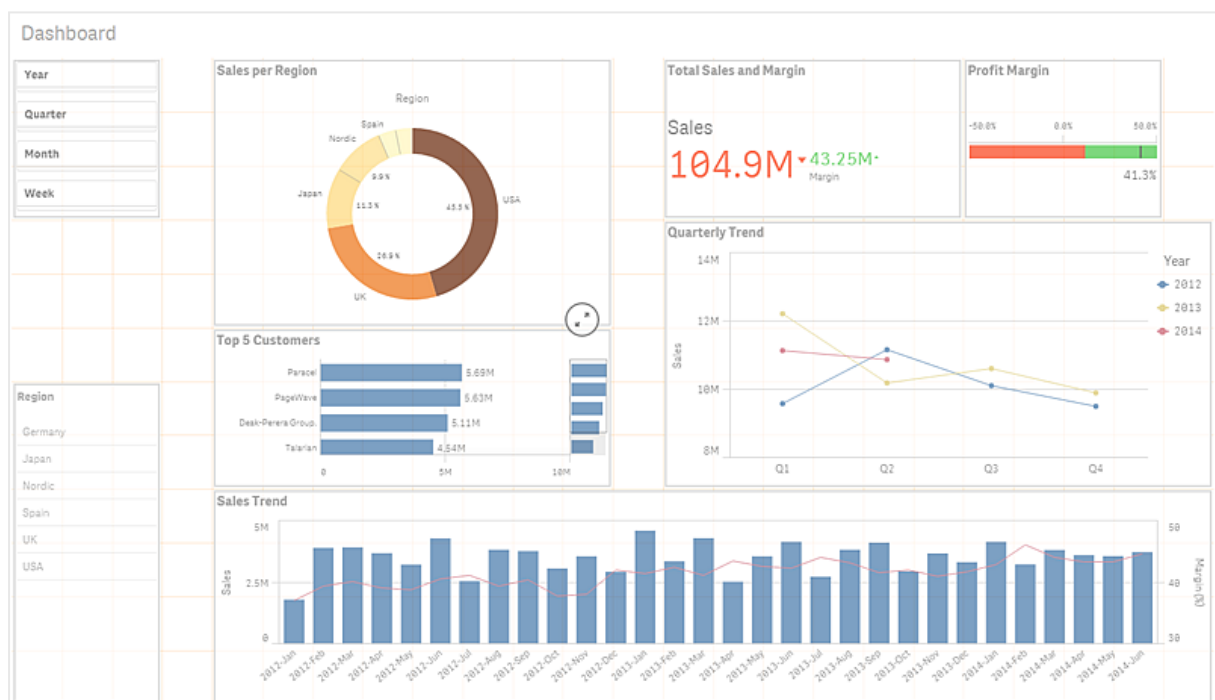 Dashboard
Year
Quarter
Month
Week
Region
Germany
Japan
Nordic
Spain
UK
USA
Sales per Region
Region
Spain
Nordic
Japan
UK
USA
9.9 %
11.3 %
26.9 %
45.5 %
Top 5 Customers
Paracel 5.69M
PageWave 5.63M
Desk-Perera Group. 5.11M
Talarian 4.54M
0 5M 10M
Total Sales and Margin
Sales
104.9M 43.25M
Margin
Profit Margin
-50.0% 0.0% 50.0%
41.3%
Quarterly Trend
14M
12M
10M
8M
Sales
Q1 Q2 Q3 Q4
Year
2012
2013
2014
Sales Trend
5M
2.5M
0
Sales
50
40
30
Margin (%)
2012-Jan 2012-Feb 2012-Mar 2012-Apr 2012-May 2012-Jun 2012-Jul 2012-Aug 2012-Sep 2012-Oct 2012-Nov 2012-Dec 2013-Jan 2013-Feb 2013-Mar 2013-Apr 2013-May 2013-Jun 2013-Jul 2013-Aug 2013-Sep 2013-Oct 2013-Nov 2013-Dec 2014-Jan 2014-Feb 2014-Mar 2014-Apr 2014-May 2014-Jun